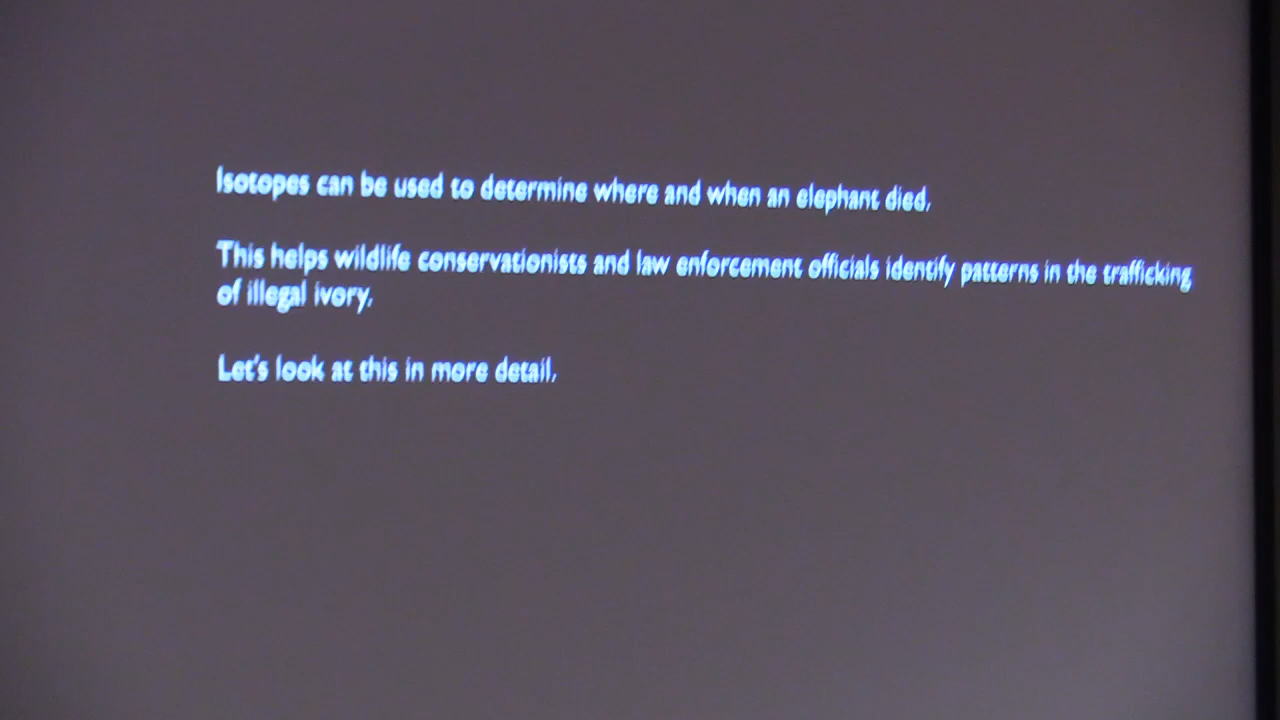 Isotopes can be used to determine where and when an elephant died.
This helps wildlife conservationists and law enforcement officials identify patterns in the trafficking
of illegal ivory.
Let's look at this in more detail.